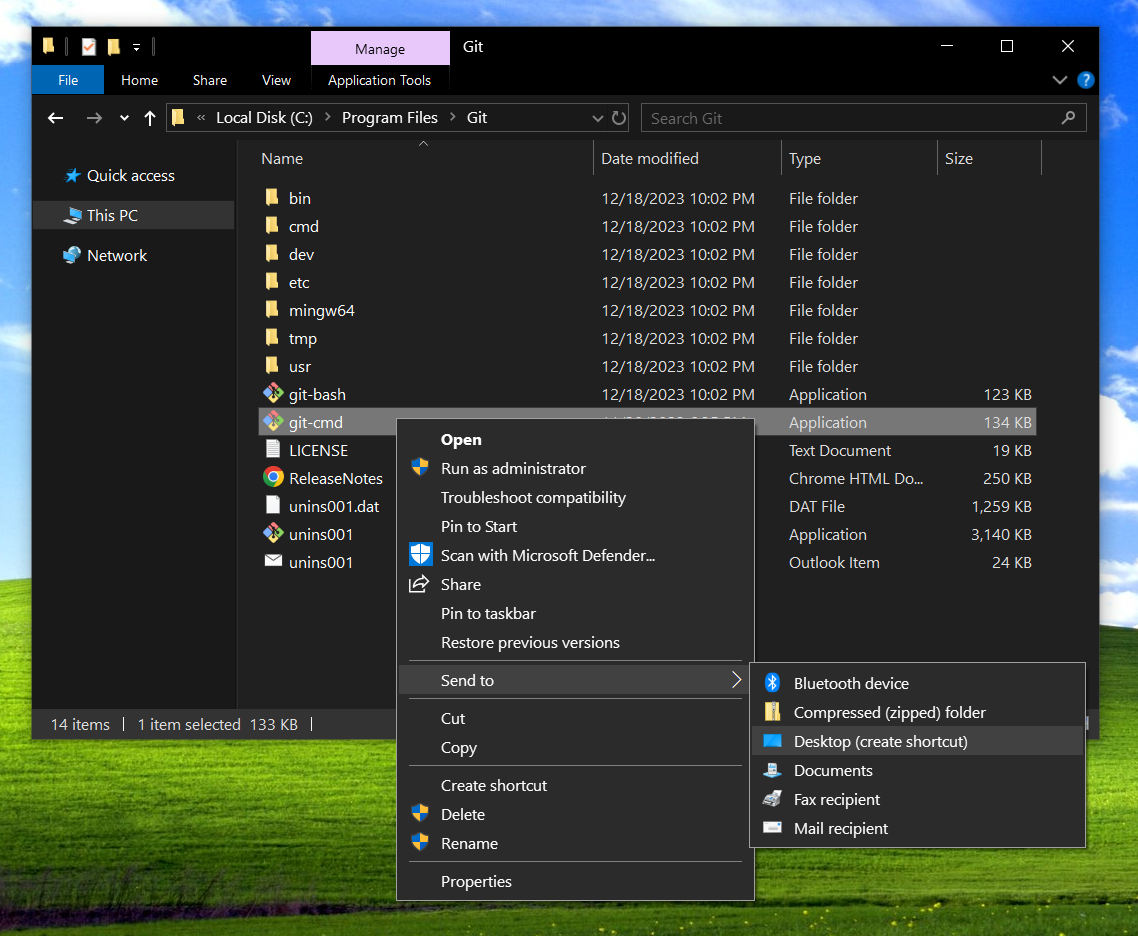 Manage
Git
File
Home
Share
View
Application Tools
?
« Local Disk (C:) > Program Files > Git
Search Git
Name
Date modified
Type
Size
Quick access
This PC
Network
bin 12/18/2023 10:02 PM File folder
cmd 12/18/2023 10:02 PM File folder
dev 12/18/2023 10:02 PM File folder
etc 12/18/2023 10:02 PM File folder
mingw64 12/18/2023 10:02 PM File folder
tmp 12/18/2023 10:02 PM File folder
usr 12/18/2023 10:02 PM File folder
git-bash 12/18/2023 10:02 PM Application 123 KB
git-cmd Application 134 KB
LICENSE Text Document 19 KB
ReleaseNotes Chrome HTML Do... 250 KB
unins001.dat DAT File 1,259 KB
unins001 Application 3,140 KB
unins001 Outlook Item 24 KB
14 items
1 item selected 133 KB
Open
Run as administrator
Troubleshoot compatibility
Pin to Start
Scan with Microsoft Defender...
Share
Pin to taskbar
Restore previous versions
Send to
Cut
Copy
Create shortcut
Delete
Rename
Properties
Bluetooth device
Compressed (zipped) folder
Desktop (create shortcut)
Documents
Fax recipient
Mail recipient